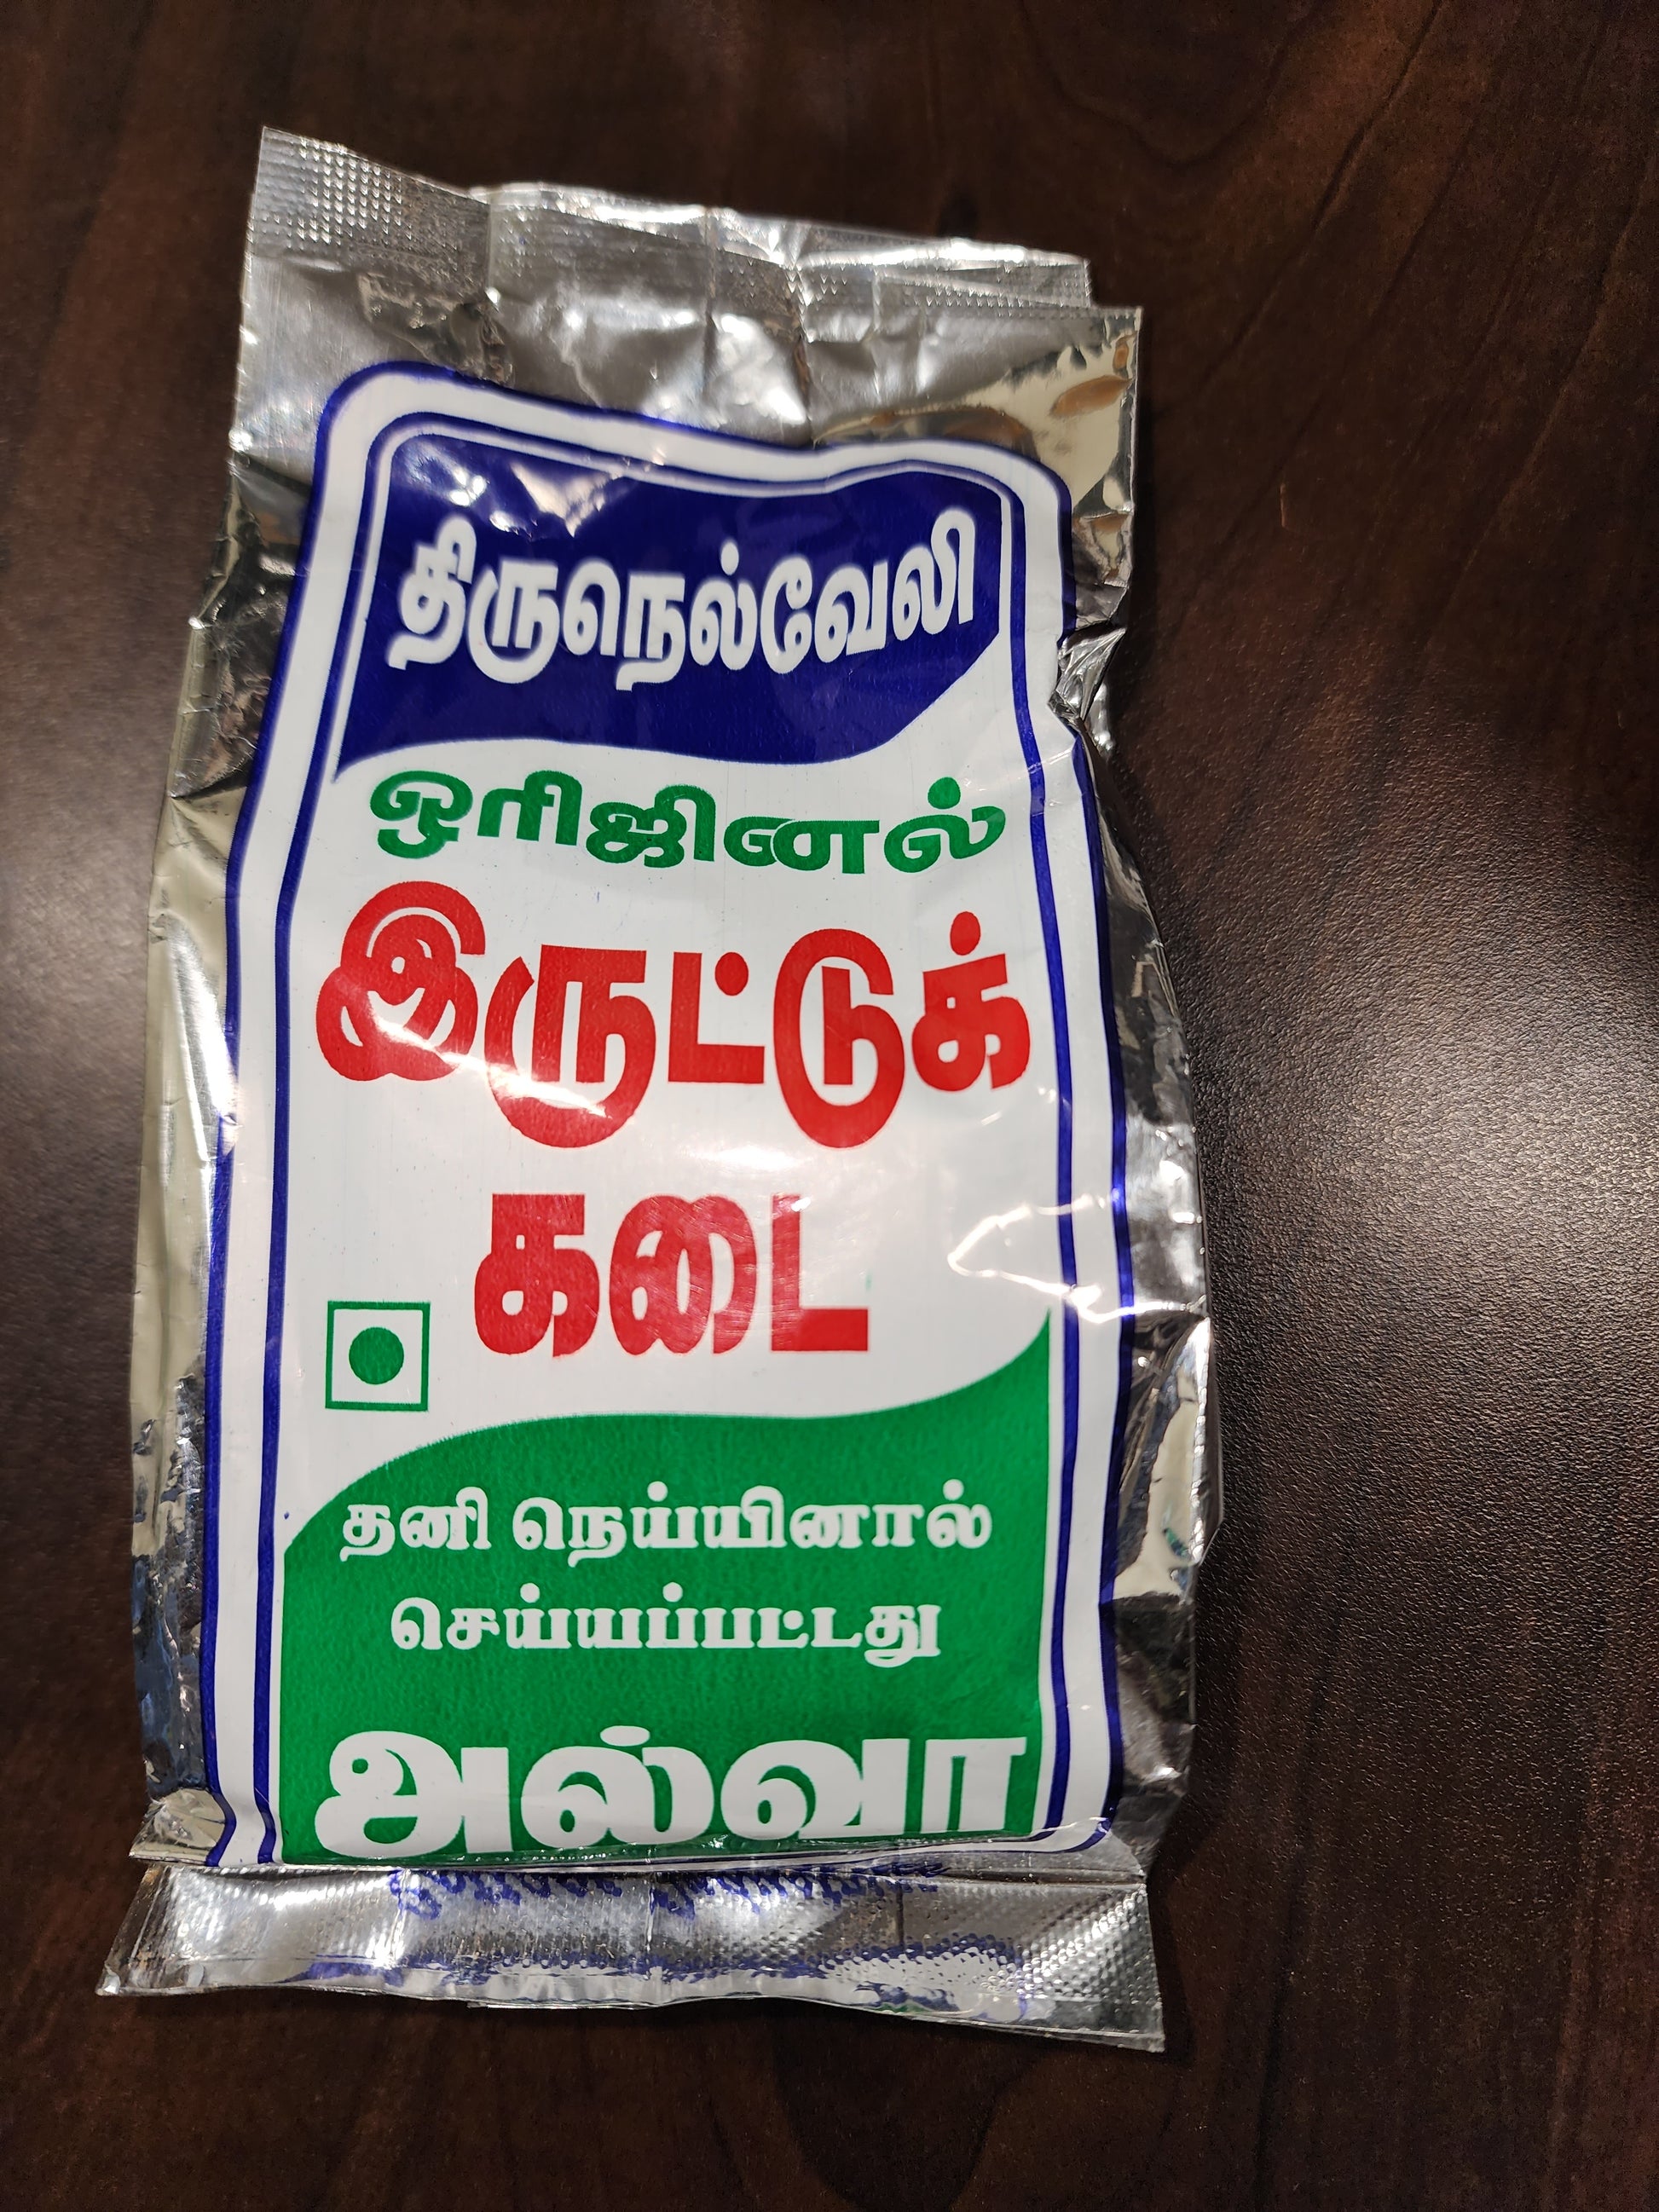 திருநெல்வேலி
ஒரிஜினல்
இருட்டுக்
கடை
தனி நெய்யினால்
செய்யப்பட்டது
அல்வா